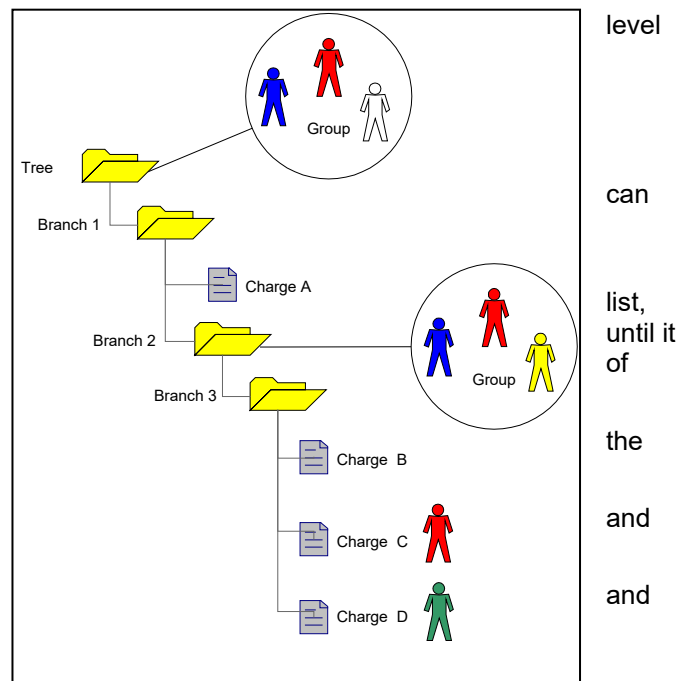 level
Group
Tree
can
Branch 1
Charge A
list,
Branch 2
until it
of
Group
Branch 3
the
Charge B
and
Charge C
and
Charge D